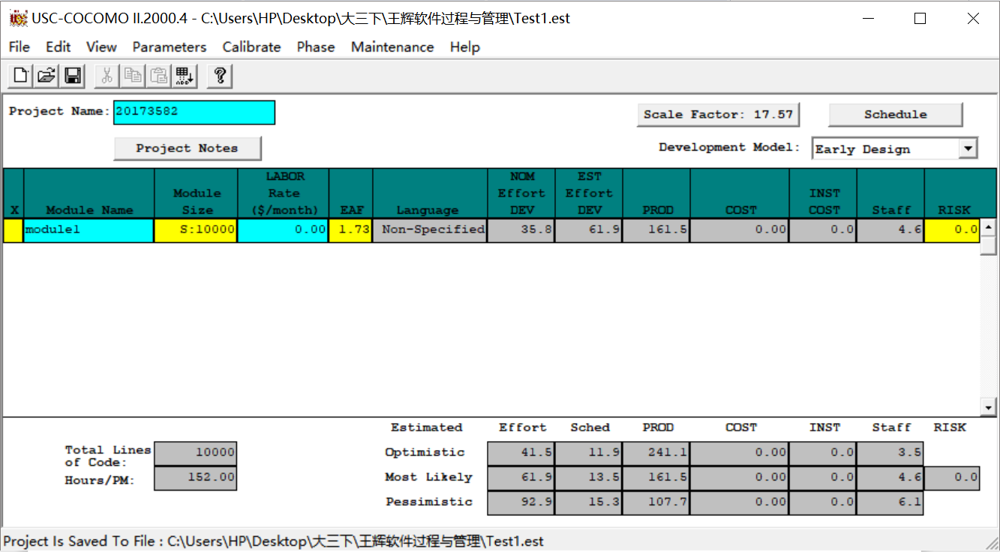 USC-COCOMO II.2000.4 - C:\Users\HP\Desktop\大三下\王辉软件过程与管理\Test1.est
File Edit View Parameters Calibrate Phase Maintenance Help
Project Name: 20173582 Scale Factor: 17.57 Schedule
Project Notes Development Model: Early Design
LABOR NOM EST
Module Rate Effort Effort INST
X Module Name Size ($/month) EAF Language DEV DEV PROD COST COST Staff RISK
module1 S:10000 0.00 1.73 Non-Specified 35.8 61.9 161.5 0.00 0.0 4.6 0.0
Estimated Effort Sched PROD COST INST Staff RISK
Total Lines
of Code: 10000 Optimistic 41.5 11.9 241.1 0.00 0.0 3.5
Hours/PM: 152.00 Most Likely 61.9 13.5 161.5 0.00 0.0 4.6 0.0
Pessimistic 92.9 15.3 107.7 0.00 0.0 6.1
Project Is Saved To File : C:\Users\HP\Desktop\大三下\王辉软件过程与管理\Test1.est